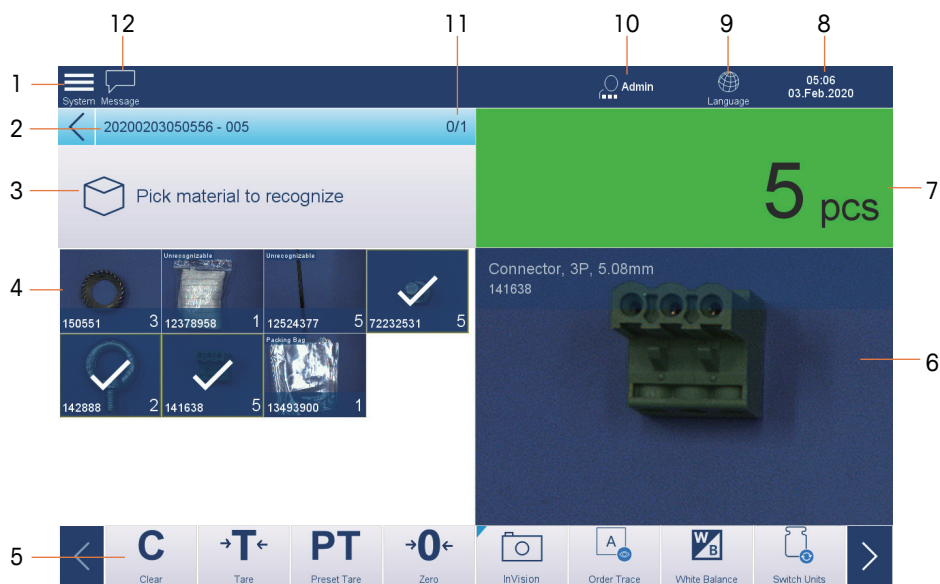 12
11
10
9
8
1
System
Message
Admin
Language
05:06
03.Feb.2020
2
20200203050556 - 005
0/1
3
Pick material to recognize
5 pcs
7
4
150551
3
Unrecognizable
12378958
1
Unrecognizable
12524377
5
72232531
5
142888
2
141638
5
Packing Bag
13493900
1
Connector, 3P, 5.08mm
141638
6
5
C
Clear
→T←
Tare
PT
Preset Tare
→0←
Zero
InVision
A
Order Trace
W/B
White Balance
Switch Units